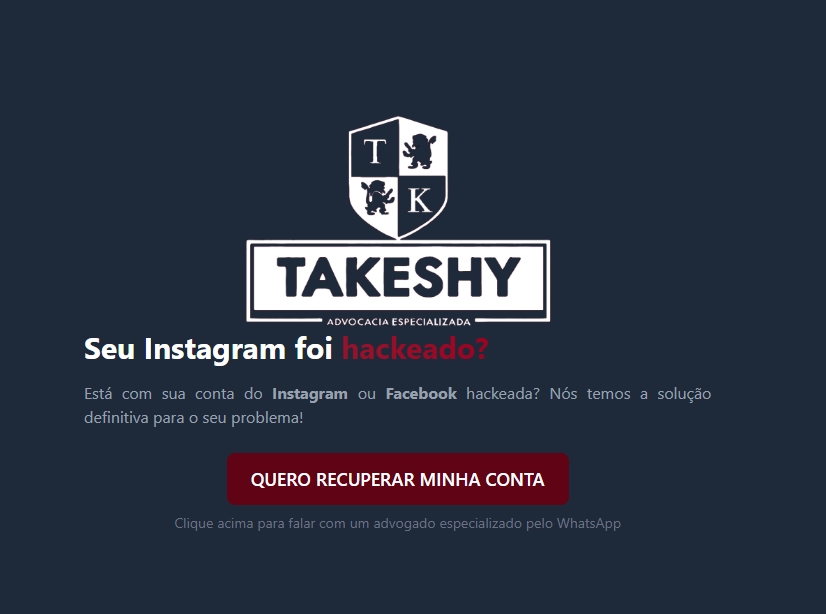 T
K
TAKESHY
ADVOCACIA ESPECIALIZADA
Seu Instagram foi hackeado?
Está com sua conta do Instagram ou Facebook hackeada? Nós temos a solução
definitiva para o seu problema!
QUERO RECUPERAR MINHA CONTA
Clique acima para falar com um advogado especializado pelo WhatsApp